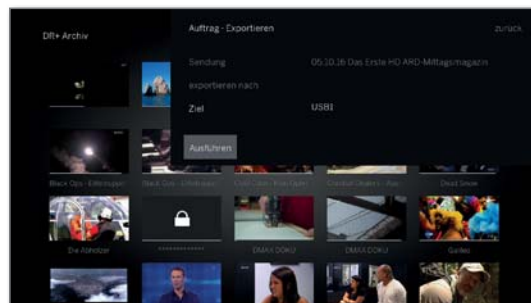 DR+ Archiv
Auftrag - Exportieren
zurück
Sendung
05.10.16 Das Erste HD ARD-Mittagsmagazin
exportieren nach
Ziel
USB1
Ausführen
Dead Snow
Die Abholzer
************
DMAX DOKU
DMAX DOKU